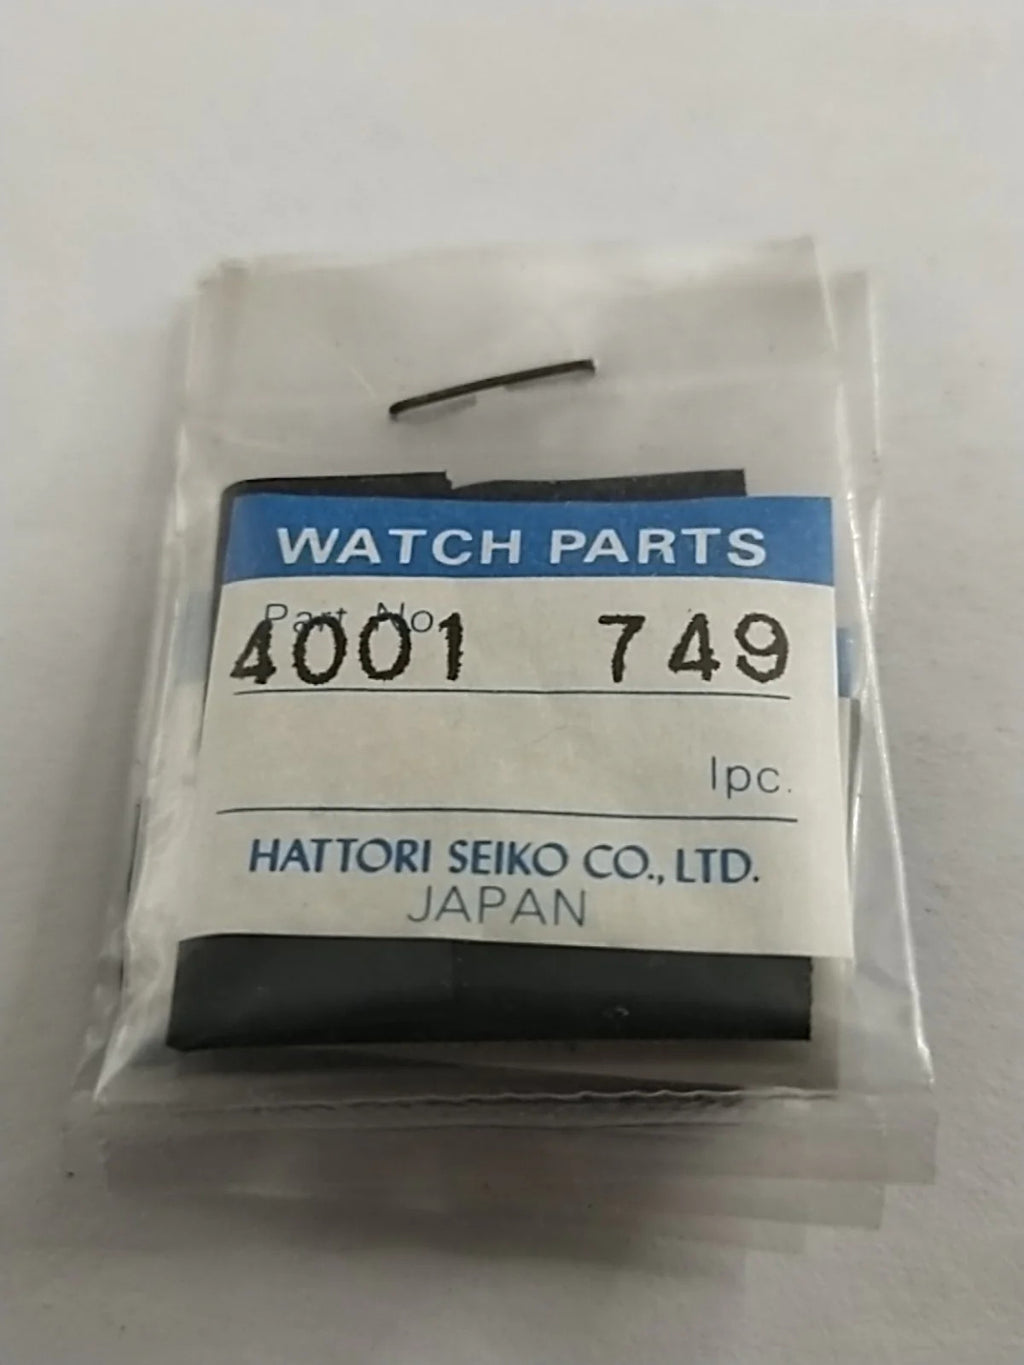 WATCH PARTS
Part No.
4001 749
1pc.
HATTORI SEIKO CO., LTD.
JAPAN